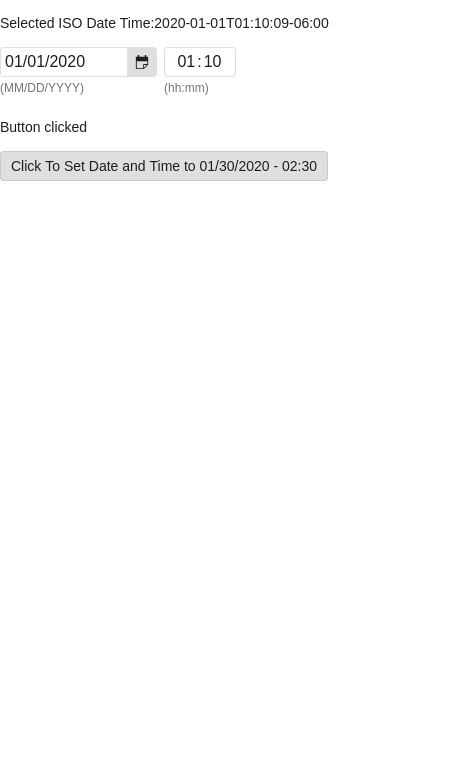 Selected ISO Date Time:2020-01-01T01:10:09-06:00
01/01/2020 01:10
(MM/DD/YYYY) (hh:mm)
Button clicked
Click To Set Date and Time to 01/30/2020 - 02:30